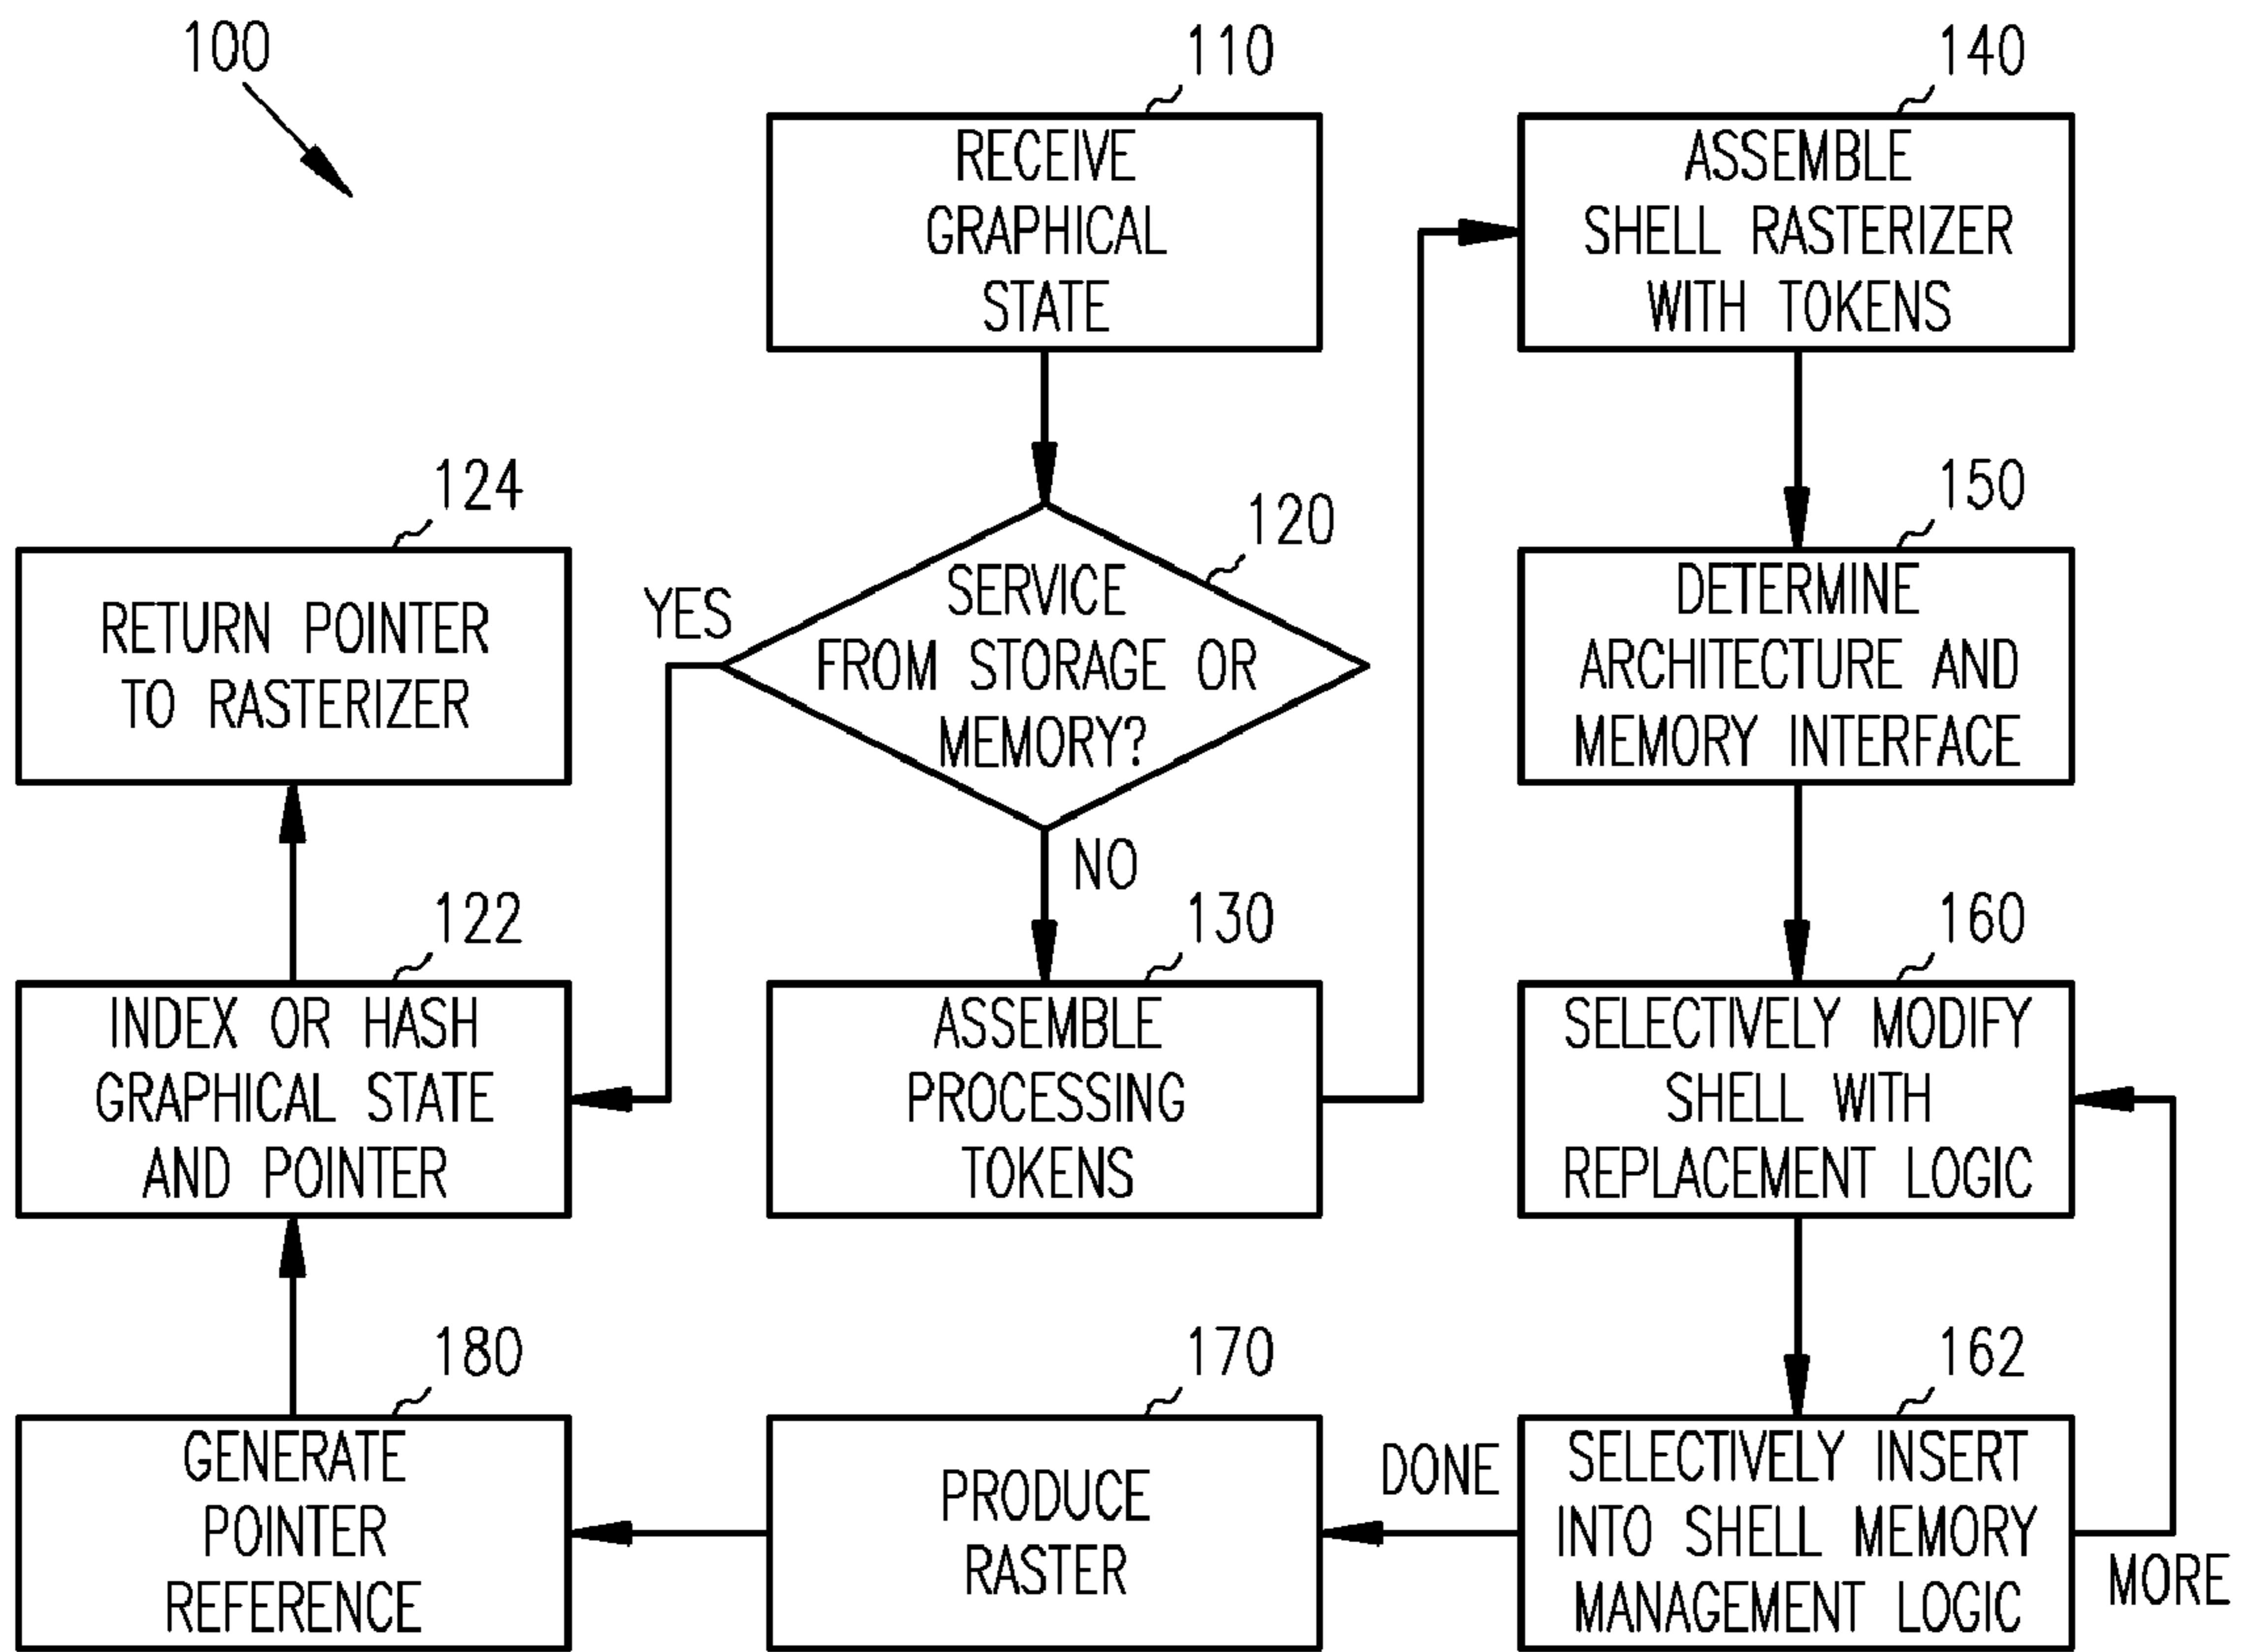 100
110
RECEIVE
GRAPHICAL
STATE
120
SERVICE
FROM STORAGE OR
MEMORY?
YES
NO
124
RETURN POINTER
TO RASTERIZER
122
INDEX OR HASH
GRAPHICAL STATE
AND POINTER
130
ASSEMBLE
PROCESSING
TOKENS
140
ASSEMBLE
SHELL RASTERIZER
WITH TOKENS
150
DETERMINE
ARCHITECTURE AND
MEMORY INTERFACE
160
SELECTIVELY MODIFY
SHELL WITH
REPLACEMENT LOGIC
162
SELECTIVELY INSERT
INTO SHELL MEMORY
MANAGEMENT LOGIC
MORE
DONE
170
PRODUCE
RASTER
180
GENERATE
POINTER
REFERENCE